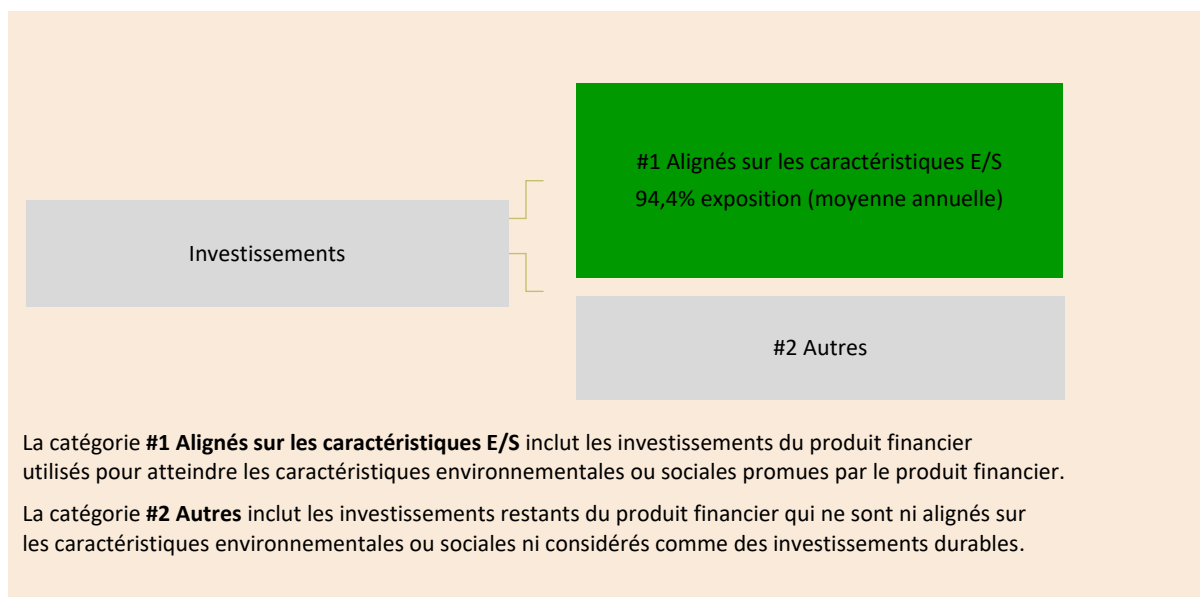 #1 Alignés sur les caractéristiques E/S
94,4% exposition (moyenne annuelle)
Investissements
#2 Autres
La catégorie #1 Alignés sur les caractéristiques E/S inclut les investissements du produit financier
utilisés pour atteindre les caractéristiques environnementales ou sociales promues par le produit financier.
La catégorie #2 Autres inclut les investissements restants du produit financier qui ne sont ni alignés sur
les caractéristiques environnementales ou sociales ni considérés comme des investissements durables.